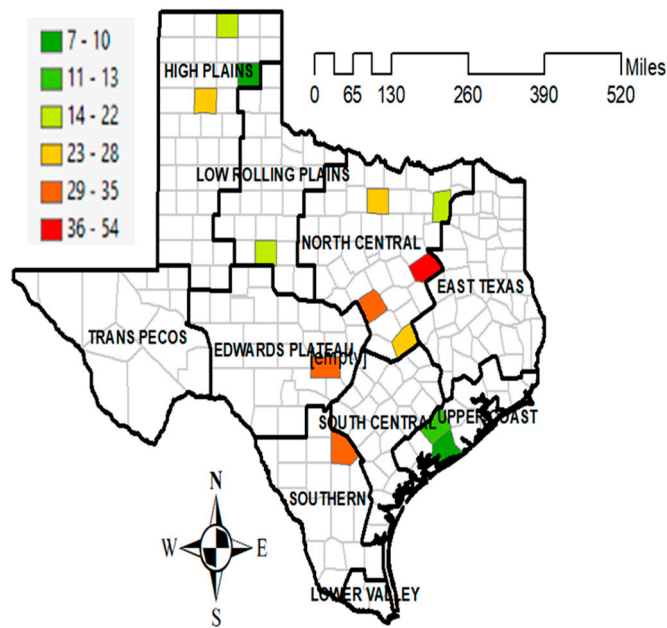 7 - 10
11 - 13
14 - 22
23 - 28
29 - 35
36 - 54
Miles
0 65 130 260 390 520
HIGH PLAINS
LOW ROLLING PLAINS
NORTH CENTRAL
EAST TEXAS
TRANS PECOS
EDWARDS PLATEAU
[empty]
SOUTH CENTRAL
UPPER COAST
SOUTHERN
LOWER VALLEY
N
W E
S